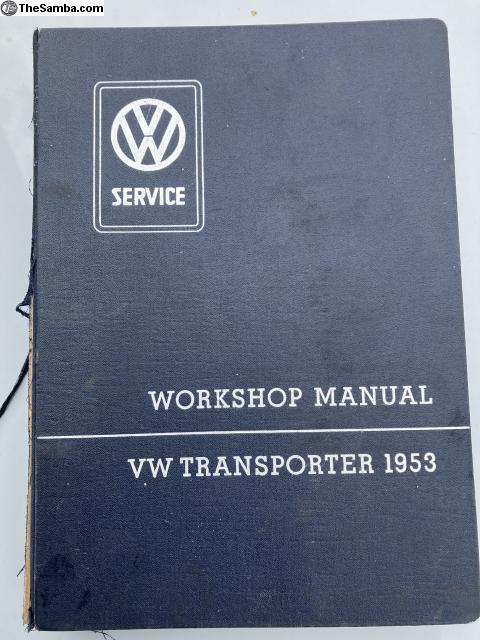 TheSamba.com
VW
SERVICE
WORKSHOP MANUAL
VW TRANSPORTER 1953